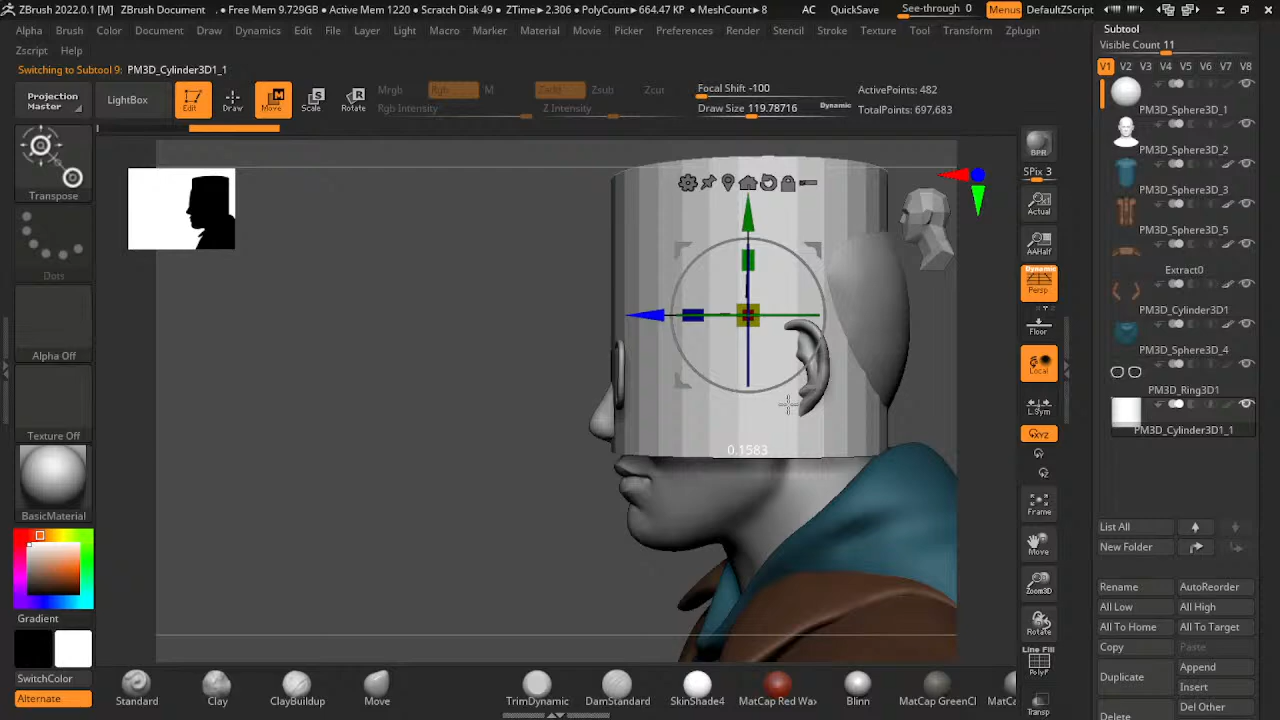 ZBrush 2022.0.1 [M] ZBrush Document . • Free Mem 9.729GB • Active Mem 1220 • Scratch Disk 49 • ZTime▸2.306 • PolyCount▸664.47 KP • MeshCount▸8 AC QuickSave See-through 0 Menus DefaultZScript
Alpha Brush Color Document Draw Dynamics Edit File Layer Light Macro Marker Material Movie Picker Preferences Render Stencil Stroke Texture Tool Transform Zplugin
Zscript Help
Switching to Subtool 9: PM3D_Cylinder3D1_1
Projection Master
LightBox
Edit
Draw
Move
Scale
Rotate
Mrgb Rgb M
Rgb Intensity
Zadd Zsub Zcut
Z Intensity
Focal Shift -100
Draw Size 119.78716 Dynamic
ActivePoints: 482
TotalPoints: 697,683
Transpose
Dots
Alpha Off
Texture Off
BasicMaterial
Gradient
SwitchColor
Alternate
0.1583
BPR
SPix 3
Actual
AAHalf
Dynamic
Persp
Floor
Local
L.Sym
XYZ
Frame
Move
Zoom3D
Rotate
Line Fill
PolyF
Transp
Subtool
Visible Count 11
V1 V2 V3 V4 V5 V6 V7 V8
PM3D_Sphere3D_1
PM3D_Sphere3D_2
PM3D_Sphere3D_3
PM3D_Sphere3D_5
Extract0
PM3D_Cylinder3D1
PM3D_Sphere3D_4
PM3D_Ring3D1
PM3D_Cylinder3D1_1
List All
New Folder
Rename AutoReorder
All Low All High
All To Home All To Target
Copy Paste
Duplicate Append
Insert
Delete Del Other
Standard Clay ClayBuildup Move TrimDynamic DamStandard SkinShade4 MatCap Red Wax Blinn MatCap GreenCl MatCa